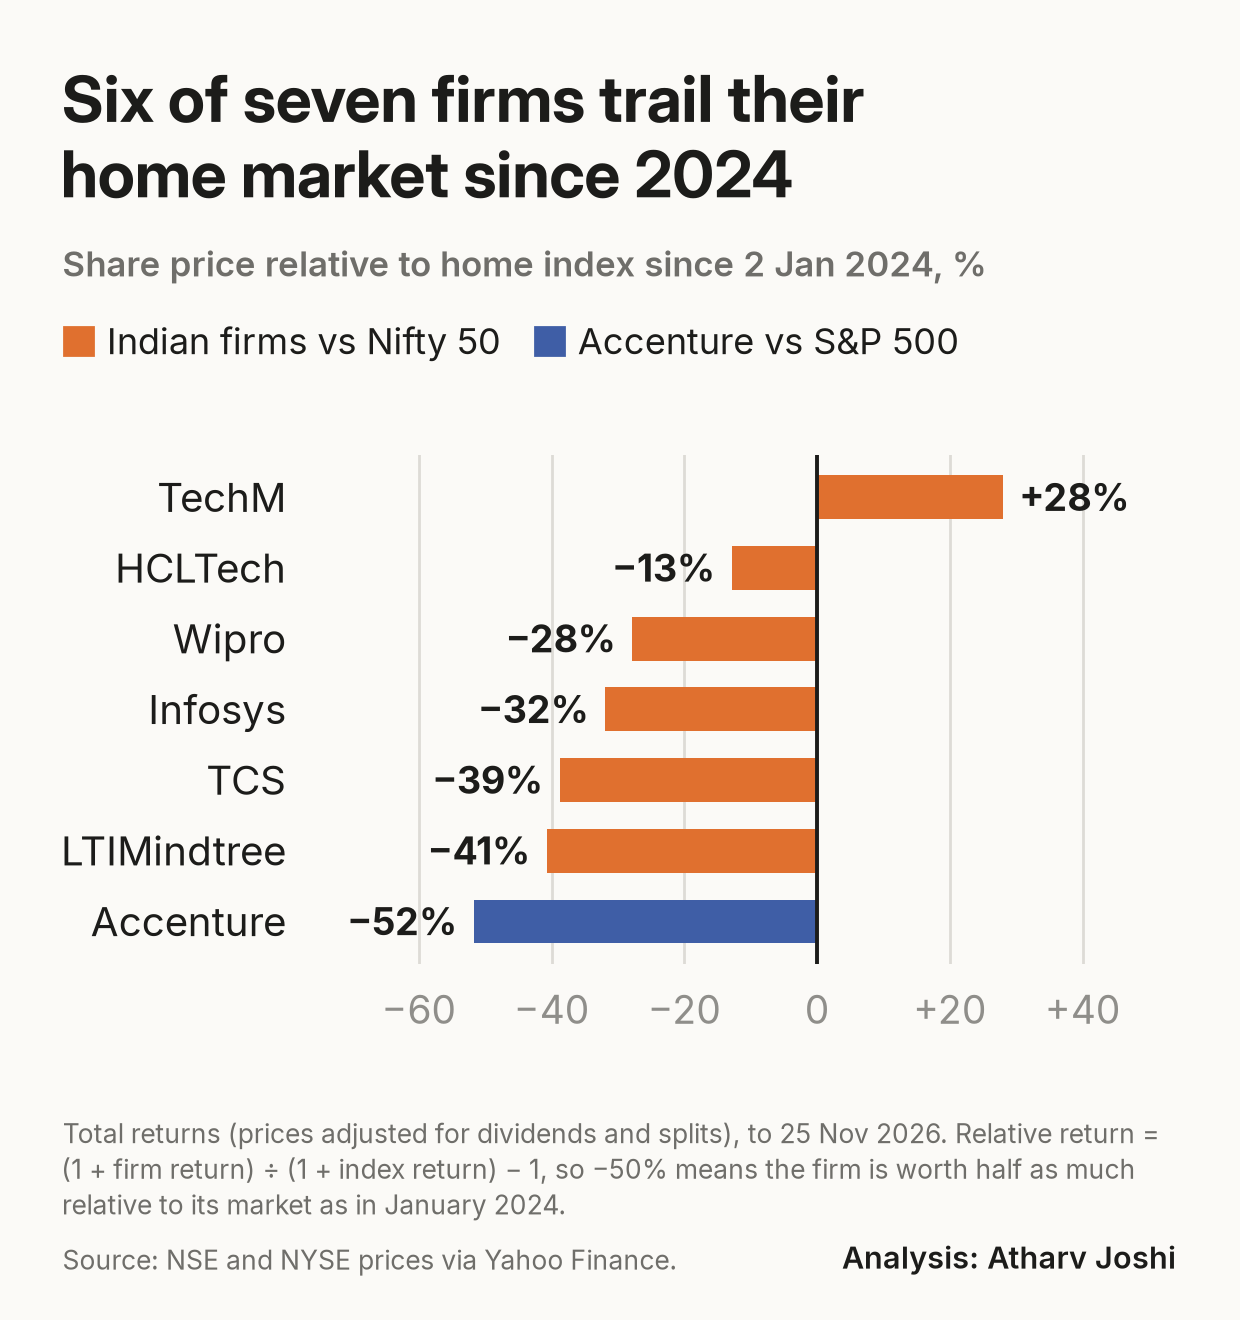 Six of seven firms trail their
home market since 2024
Share price relative to home index since 2 Jan 2024, %
Indian firms vs Nifty 50 Accenture vs S&P 500
TechM +28%
HCLTech −13%
Wipro −28%
Infosys −32%
TCS −39%
LTIMindtree −41%
Accenture −52%
−60 −40 −20 0 +20 +40
Total returns (prices adjusted for dividends and splits), to 25 Nov 2026. Relative return =
(1 + firm return) ÷ (1 + index return) − 1, so −50% means the firm is worth half as much
relative to its market as in January 2024.
Source: NSE and NYSE prices via Yahoo Finance. Analysis: Atharv Joshi